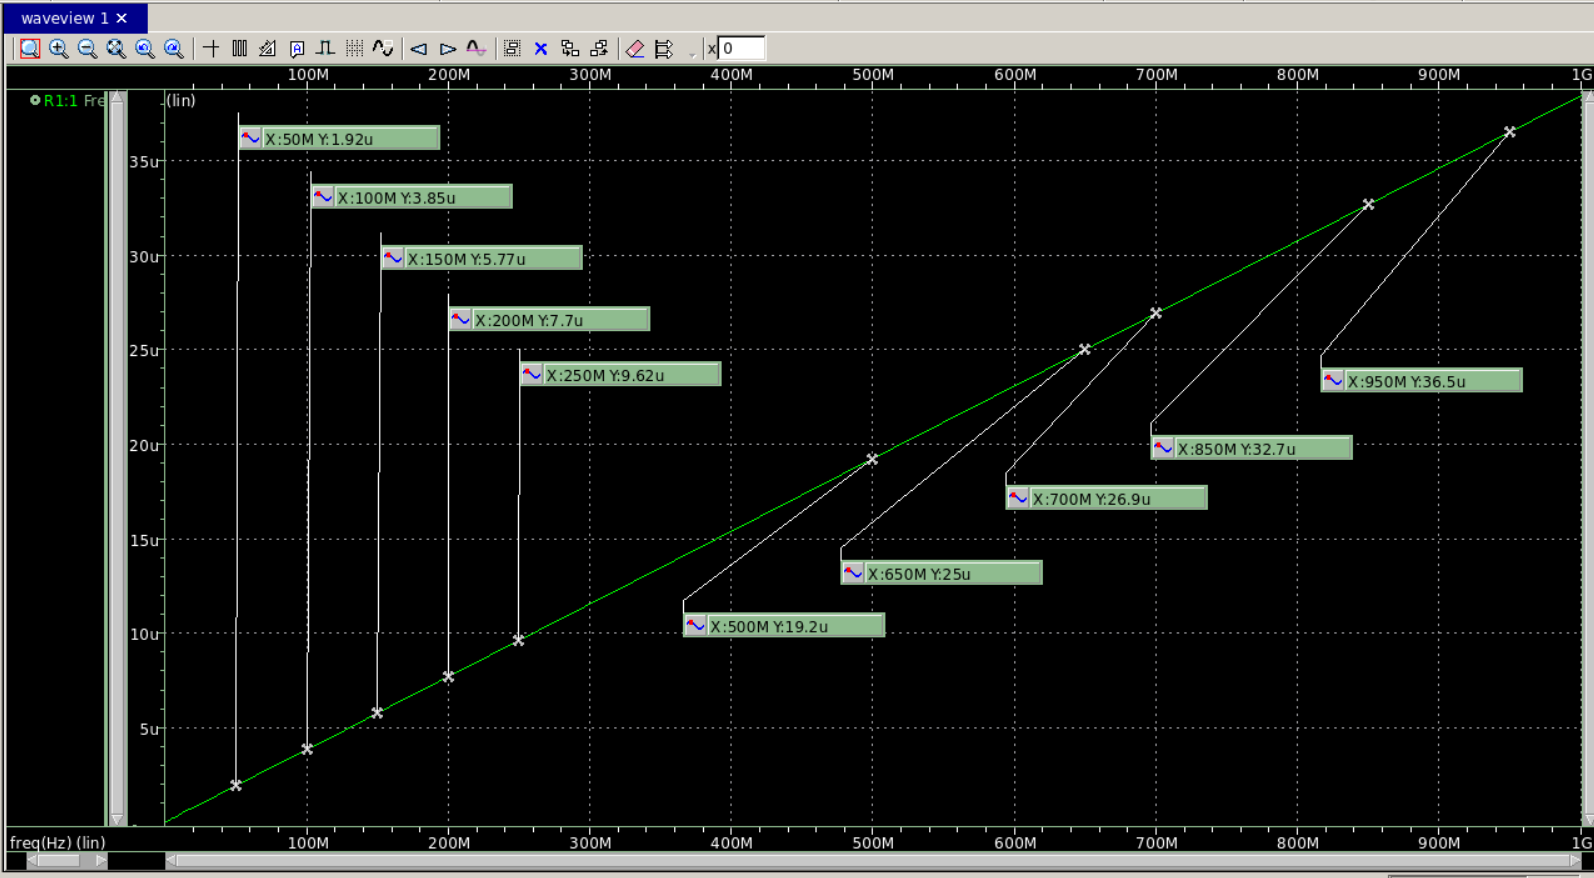 waveview 1 ×
x 0
100M 200M 300M 400M 500M 600M 700M 800M 900M 1G
R1:1 Fre
(lin)
X:50M Y:1.92u
35u
X:100M Y:3.85u
30u
X:150M Y:5.77u
X:200M Y:7.7u
25u
X:250M Y:9.62u
X:950M Y:36.5u
20u
X:850M Y:32.7u
X:700M Y:26.9u
15u
X:650M Y:25u
10u
X:500M Y:19.2u
5u
freq(Hz) (lin) 100M 200M 300M 400M 500M 600M 700M 800M 900M 1G